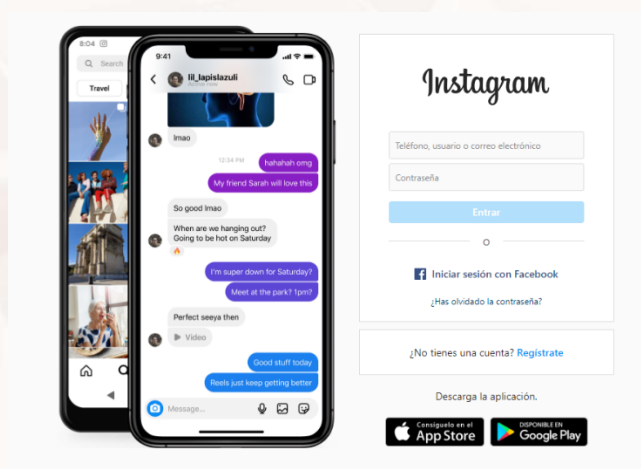 8:04
Search
Travel
9:41
lil_lapislazuli
Active now
lmao
12:24 PM
hahahah omg
My friend Sarah will love this
So good lmao
When are we hanging out?
Going to be hot on Saturday
I'm super down for Saturday?
Meet at the park? 1pm?
Perfect seeya then
Video
Good stuff today
Reels just keep getting better
Message...
Instagram
Teléfono, usuario o correo electrónico
Contraseña
Entrar
O
Iniciar sesión con Facebook
¿Has olvidado la contraseña?
¿No tienes una cuenta? Regístrate
Descarga la aplicación.
Consíguelo en el
App Store
DISPONIBLE EN
Google Play